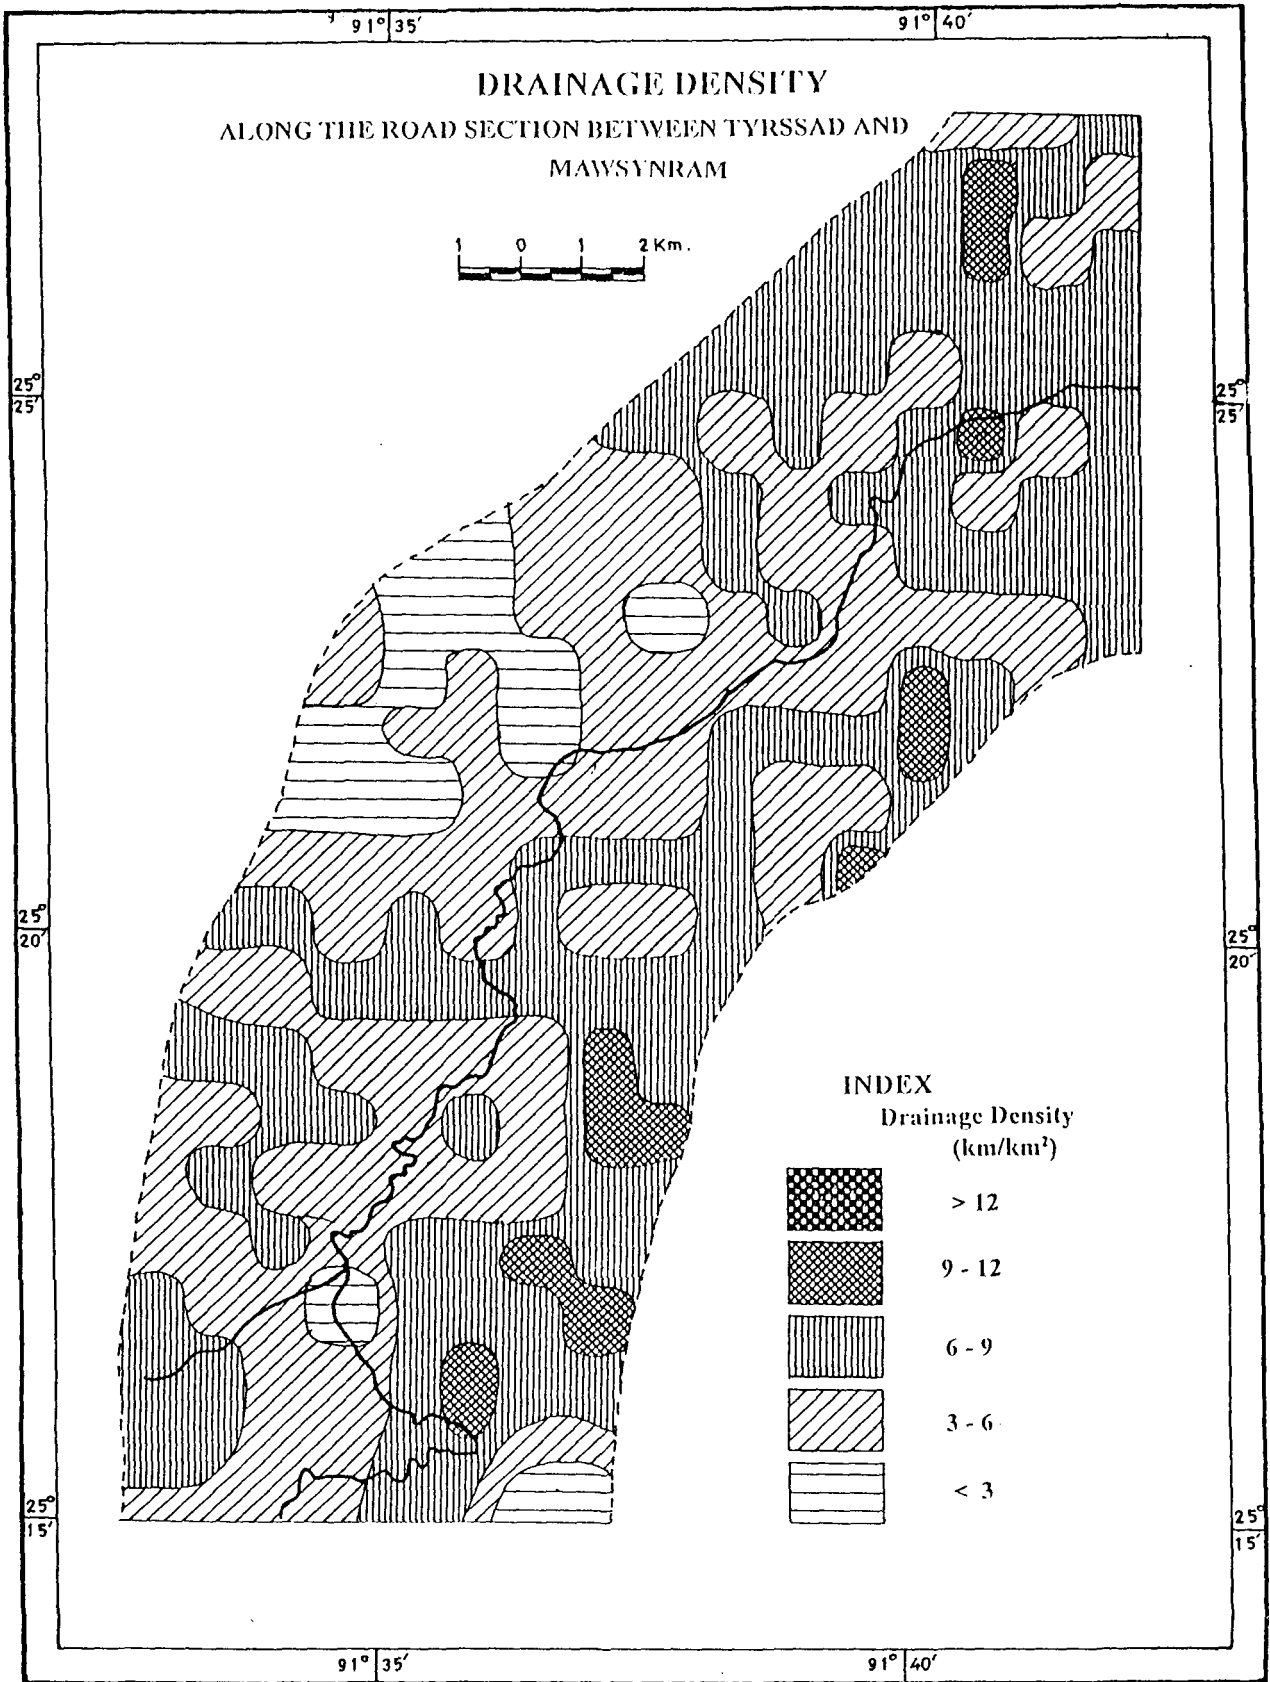 91° 35′
91° 40′
DRAINAGE DENSITY
ALONG THE ROAD SECTION BETWEEN TYRSSAD AND
MAWSYNRAM
1 0 1 2 Km.
25°
25′
25°
25′
25°
20′
25°
20′
INDEX
Drainage Density
(km/km²)
> 12
9 - 12
6 - 9
3 - 6
< 3
25°
15′
25°
15′
91° 35′
91° 40′